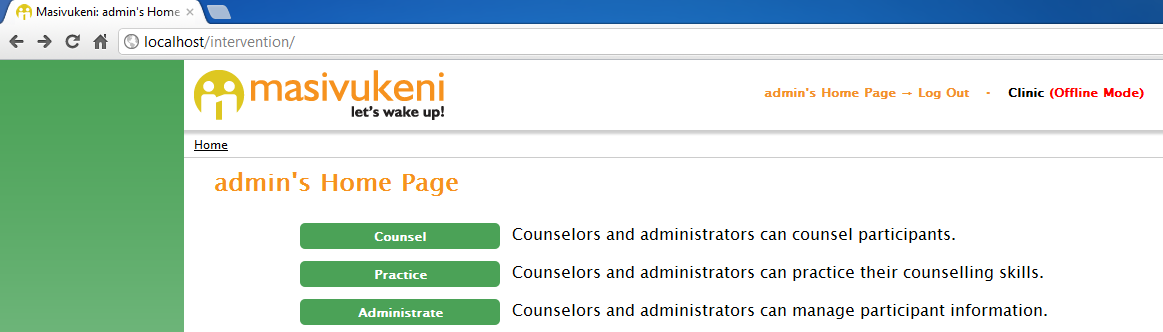 Masivukeni: admin's Home
localhost/intervention/
masivukeni
let's wake up!
admin's Home Page → Log Out - Clinic (Offline Mode)
Home
admin's Home Page
Counsel Counselors and administrators can counsel participants.
Practice Counselors and administrators can practice their counselling skills.
Administrate Counselors and administrators can manage participant information.